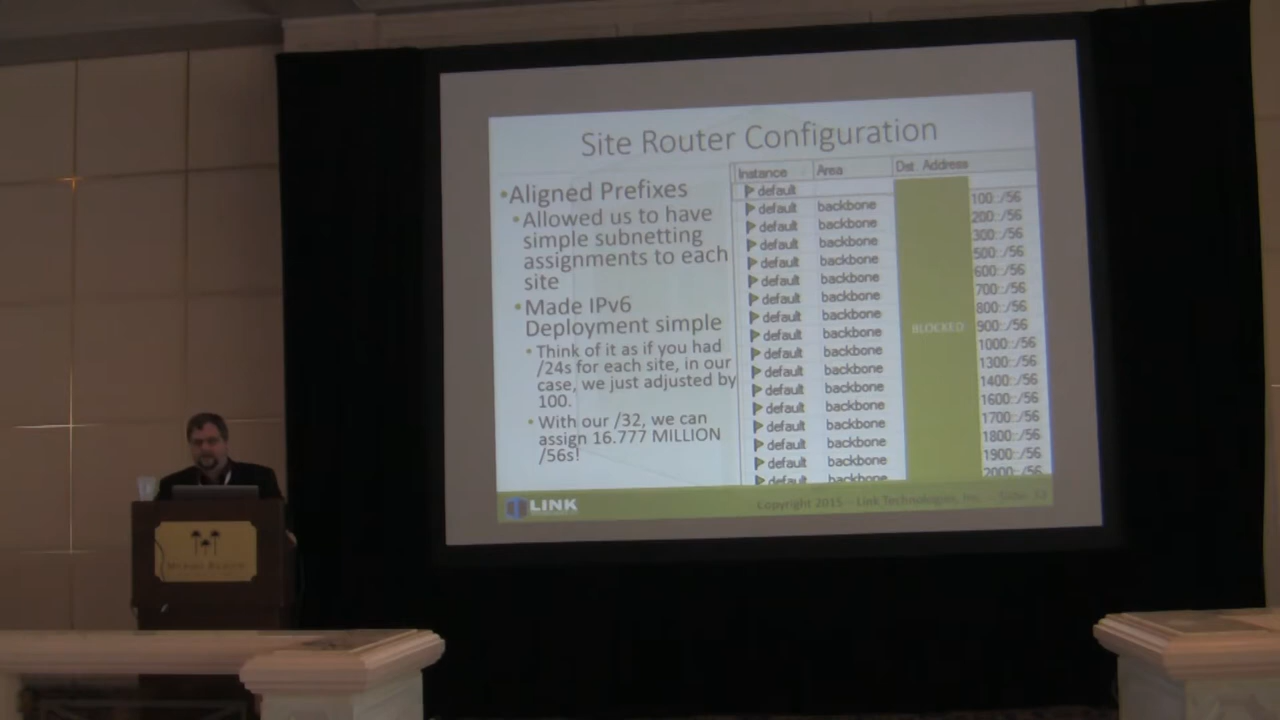 Site Router Configuration
•Aligned Prefixes
•Allowed us to have
simple subnetting
assignments to each
site
•Made IPv6
Deployment simple
•Think of it as if you had
/24s for each site, in our
case, we just adjusted by
100.
•With our /32, we can
assign 16.777 MILLION
/56s!
Instance Area Dst. Address
default
default backbone 100::/56
default backbone 200::/56
default backbone 300::/56
default backbone 500::/56
default backbone 600::/56
default backbone 700::/56
default backbone 800::/56
default backbone 900::/56
default backbone 1000::/56
default backbone 1300::/56
default backbone 1400::/56
default backbone 1600::/56
default backbone 1700::/56
default backbone 1800::/56
default backbone 1900::/56
default backbone 2000::/56
BLOCKED
LINK
Copyright 2015 Link Technologies, Inc.